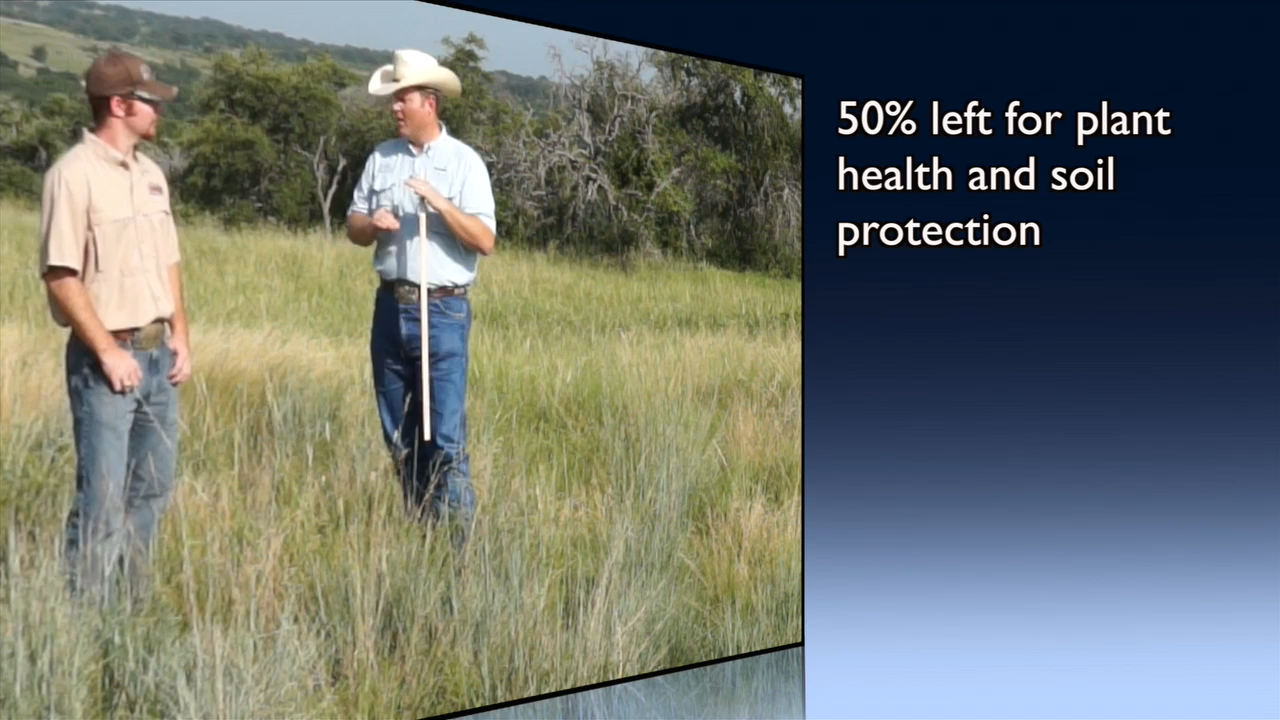 50% left for plant
health and soil
protection